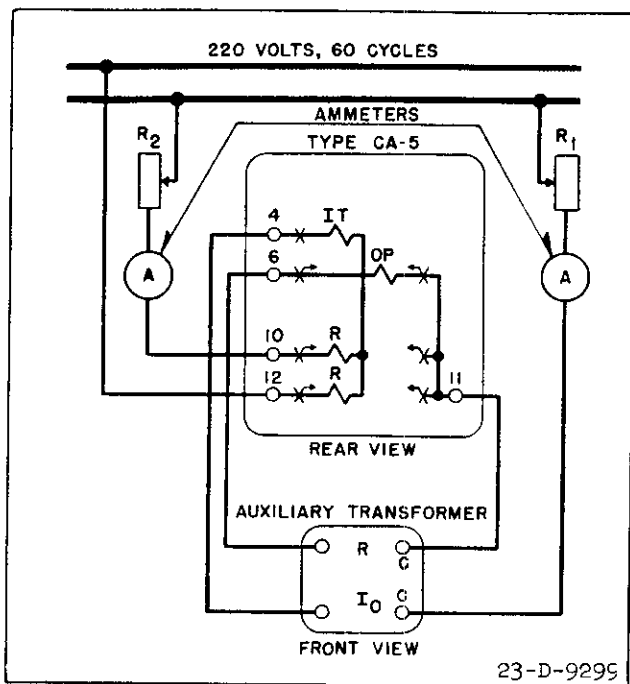 220 VOLTS, 60 CYCLES
AMMETERS
R2
TYPE CA-5
R1
4
IT
6
OP
A
A
10
R
12
R
11
REAR VIEW
AUXILIARY TRANSFORMER
R
G
IO
G
FRONT VIEW
23-D-9299